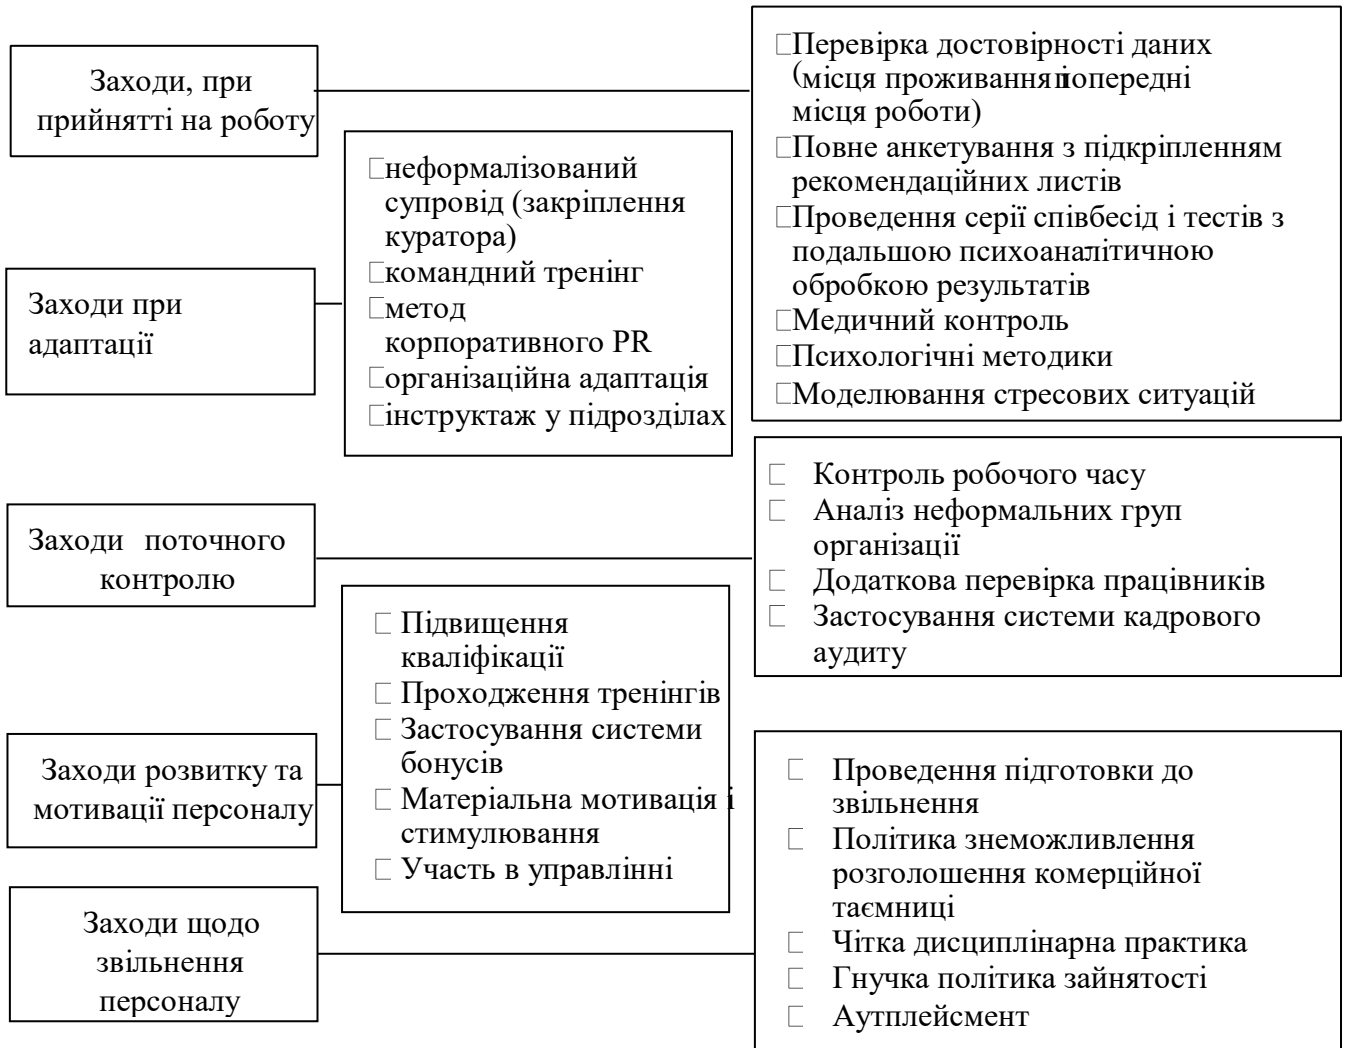 Заходи, при
прийнятті на роботу
Перевірка достовірності даних
(місця проживання попередні
місця роботи)
Повне анкетування з підкріпленням
рекомендаційних листів
Проведення серії співбесід і тестів з
подальшою психоаналітичною
обробкою результатів
Медичний контроль
Психологічні методики
Моделювання стресових ситуацій
Заходи при
адаптації
неформалізований
супровід (закріплення
куратора)
командний тренінг
метод
корпоративного PR
організаційна адаптація
інструктаж у підрозділах
Заходи поточного
контролю
Контроль робочого часу
Аналіз неформальних груп
організації
Додаткова перевірка працівників
Застосування системи кадрового
аудиту
Заходи розвитку та
мотивації персоналу
Підвищення
кваліфікації
Проходження тренінгів
Застосування системи
бонусів
Матеріальна мотивація і
стимулювання
Участь в управлінні
Заходи щодо
звільнення
персоналу
Проведення підготовки до
звільнення
Політика знеможливлення
розголошення комерційної
таємниці
Чітка дисциплінарна практика
Гнучка політика зайнятості
Аутплейсмент